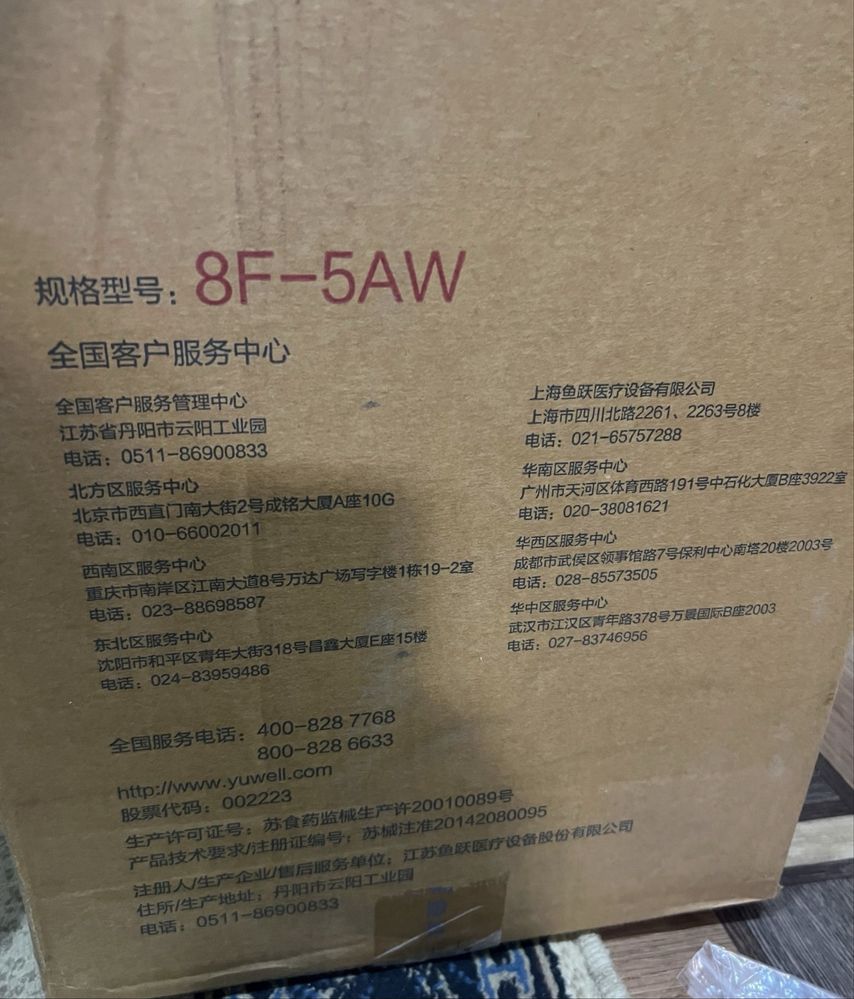 规格型号：8F-5AW
全国客户服务中心
全国客户服务管理中心
江苏省丹阳市云阳工业园
电话：0511-86900833
北方区服务中心
北京市西直门南大街2号成铭大厦A座10G
电话：010-66002011
西南区服务中心
重庆市南岸区江南大道8号万达广场写字楼1栋19-2室
电话：023-88698587
东北区服务中心
沈阳市和平区青年大街318号昌鑫大厦E座15楼
电话：024-83959486
上海鱼跃医疗设备有限公司
上海市四川北路2261、2263号8楼
电话：021-65757288
华南区服务中心
广州市天河区体育西路191号中石化大厦B座3922室
电话：020-38081621
华西区服务中心
成都市武侯区领事馆路7号保利中心南塔20楼2003号
电话：028-85573505
华中区服务中心
武汉市江汉区青年路378号万景国际B座2003
电话：027-83746956
全国服务电话：400-828 7768
800-828 6633
http://www.yuwell.com
股票代码：002223
生产许可证号：苏食药监械生产许20010089号
产品技术要求/注册证编号：苏械注准20142080095
注册人/生产企业/售后服务单位：江苏鱼跃医疗设备股份有限公司
住所/生产地址：丹阳市云阳工业园
电话：0511-86900833